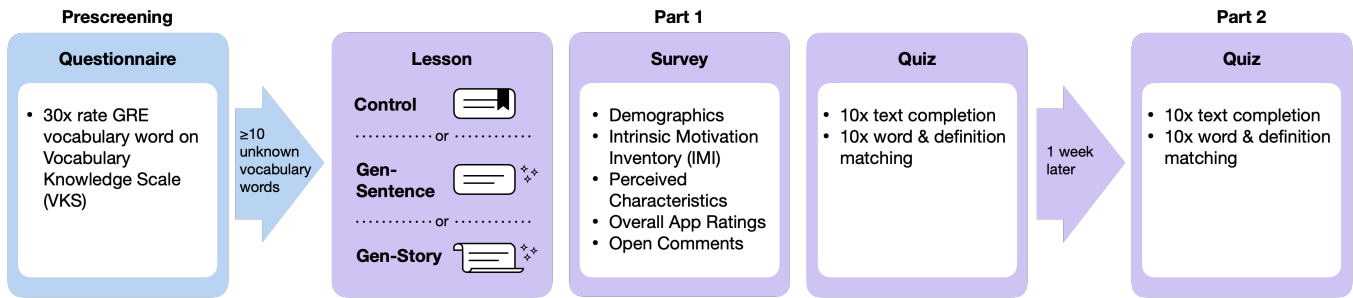 Prescreening
Questionnaire
• 30x rate GRE
vocabulary word on
Vocabulary
Knowledge Scale
(VKS)
≥10
unknown
vocabulary
words
Part 1
Lesson
Control
or
Gen-
Sentence
or
Gen-Story
Survey
• Demographics
• Intrinsic Motivation
Inventory (IMI)
• Perceived
Characteristics
• Overall App Ratings
• Open Comments
Quiz
• 10x text completion
• 10x word & definition
matching
1 week
later
Part 2
Quiz
• 10x text completion
• 10x word & definition
matching